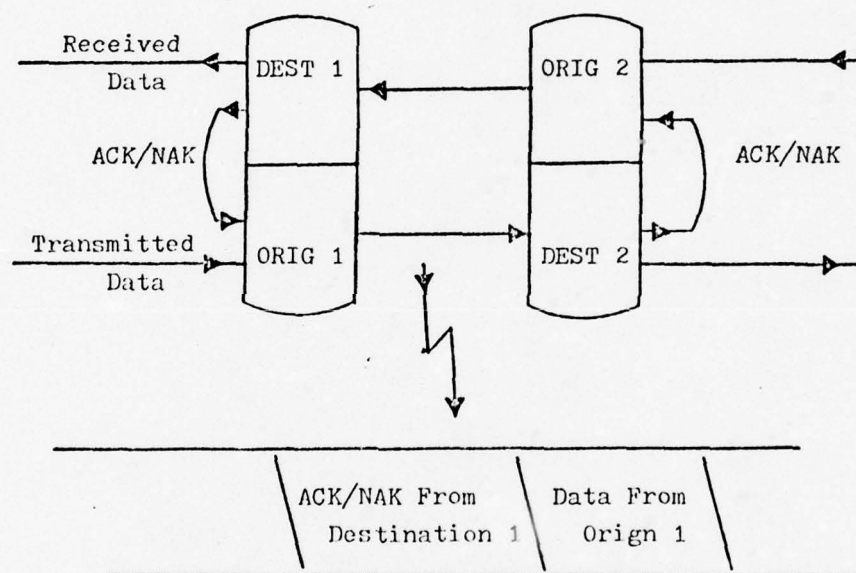 Received
Data
DEST 1
ORIG 2
ACK/NAK
ACK/NAK
Transmitted
Data
ORIG 1
DEST 2
ACK/NAK From
Destination 1
Data From
Orign 1